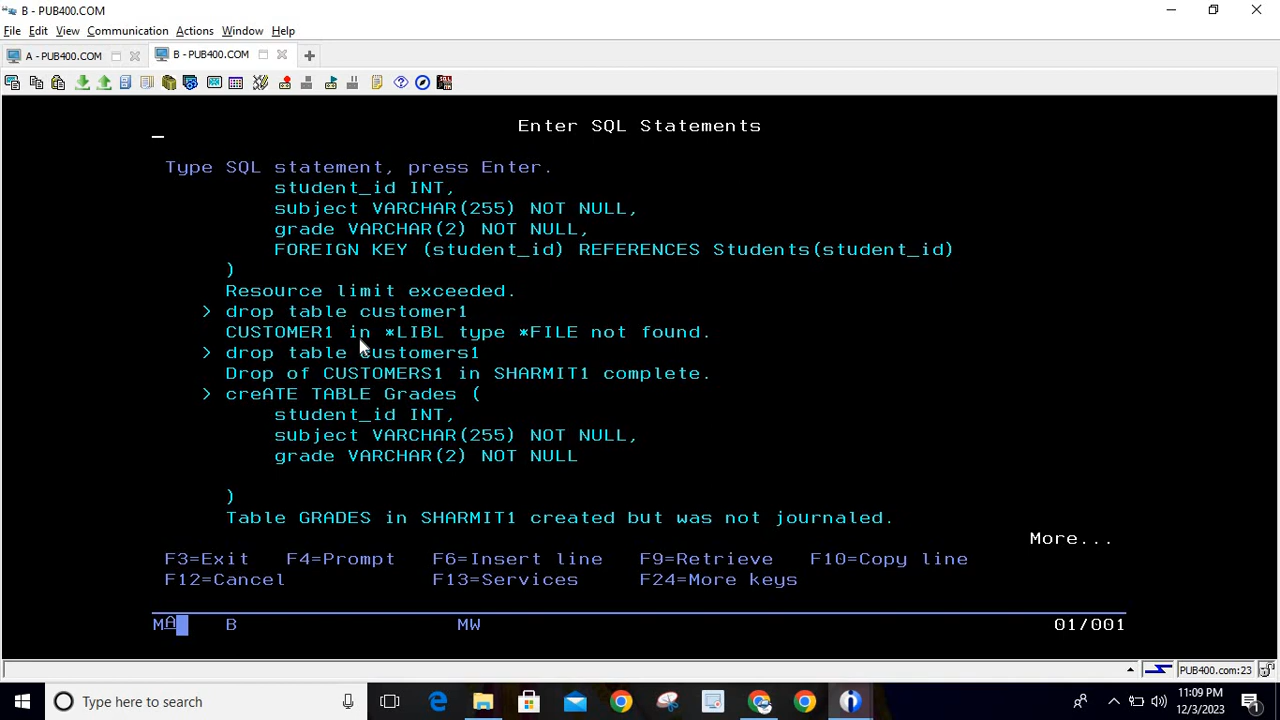 B - PUB400.COM
File Edit View Communication Actions Window Help
A - PUB400.COM B - PUB400.COM
Enter SQL Statements
Type SQL statement, press Enter.
student_id INT,
subject VARCHAR(255) NOT NULL,
grade VARCHAR(2) NOT NULL,
FOREIGN KEY (student_id) REFERENCES Students(student_id)
)
Resource limit exceeded.
> drop table customer1
CUSTOMER1 in *LIBL type *FILE not found.
> drop table customers1
Drop of CUSTOMERS1 in SHARMIT1 complete.
> creATE TABLE Grades (
student_id INT,
subject VARCHAR(255) NOT NULL,
grade VARCHAR(2) NOT NULL
)
Table GRADES in SHARMIT1 created but was not journaled.
More...
F3=Exit F4=Prompt F6=Insert line F9=Retrieve F10=Copy line
F12=Cancel F13=Services F24=More keys
MA B MW 01/001
PUB400.com:23
Type here to search
11:09 PM
12/3/2023